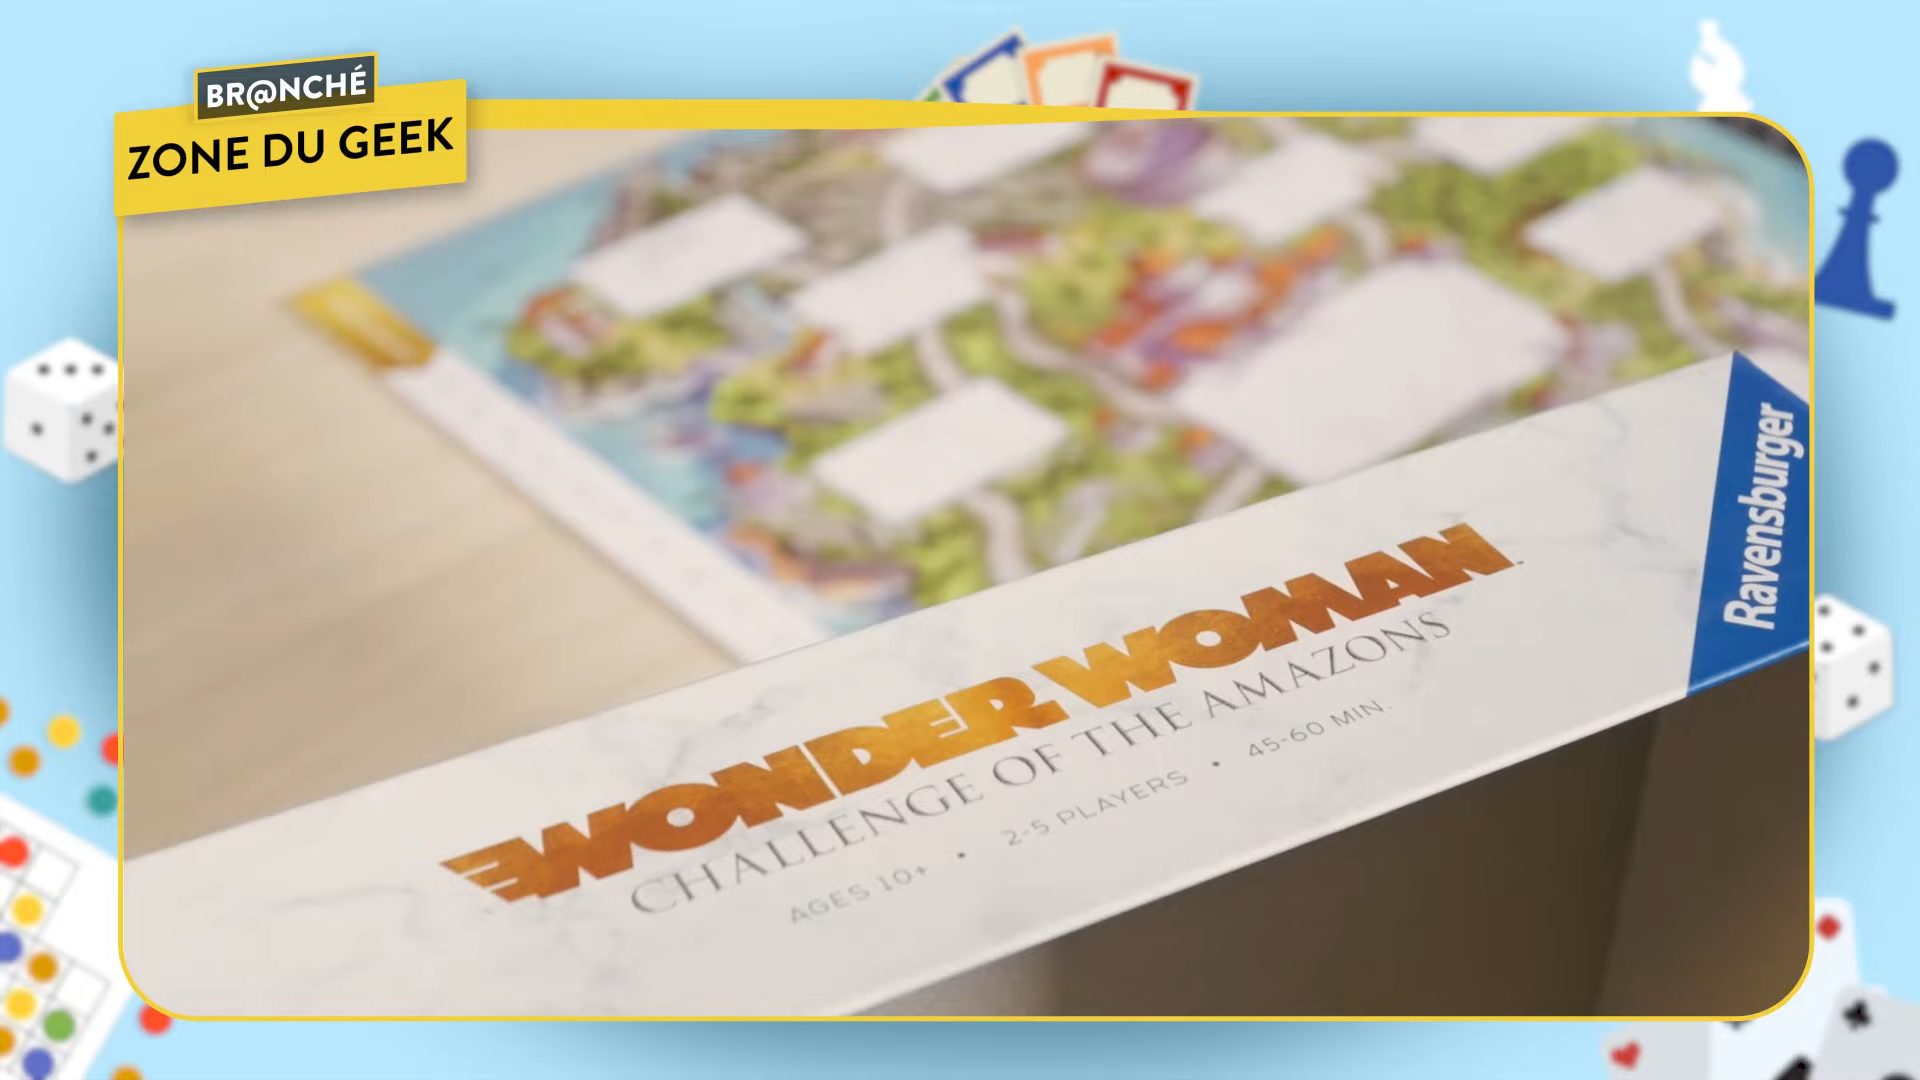 BR@NCHÉ
ZONE DU GEEK
Ravensburger
WONDER WOMAN
CHALLENGE OF THE AMAZONS
AGES 10+ • 2-5 PLAYERS • 45-60 MIN.